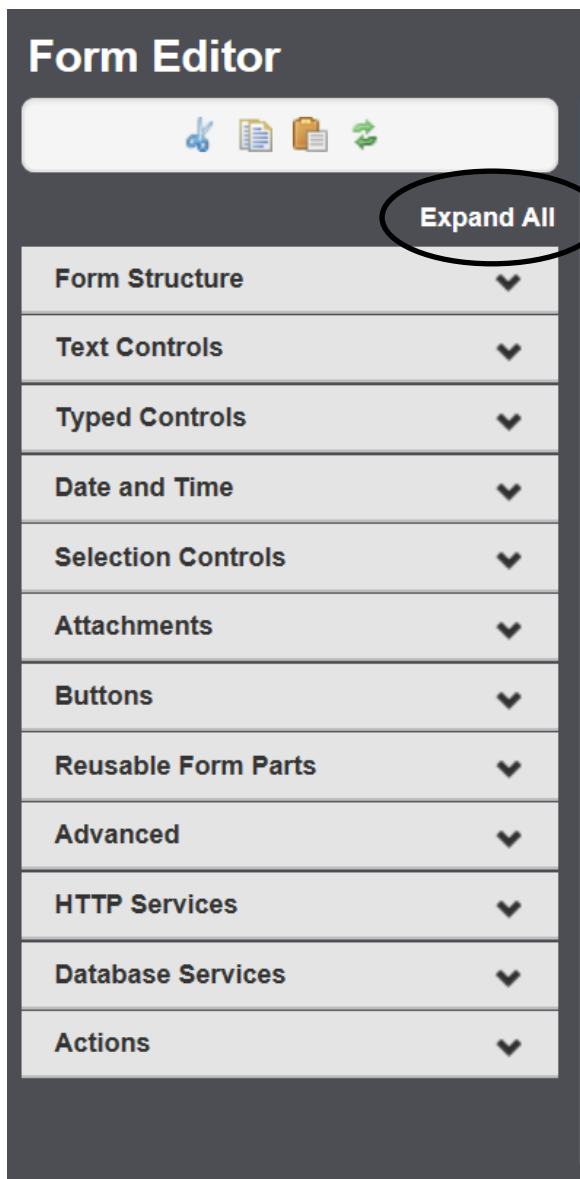 Form Editor
Expand All
Form Structure
Text Controls
Typed Controls
Date and Time
Selection Controls
Attachments
Buttons
Reusable Form Parts
Advanced
HTTP Services
Database Services
Actions